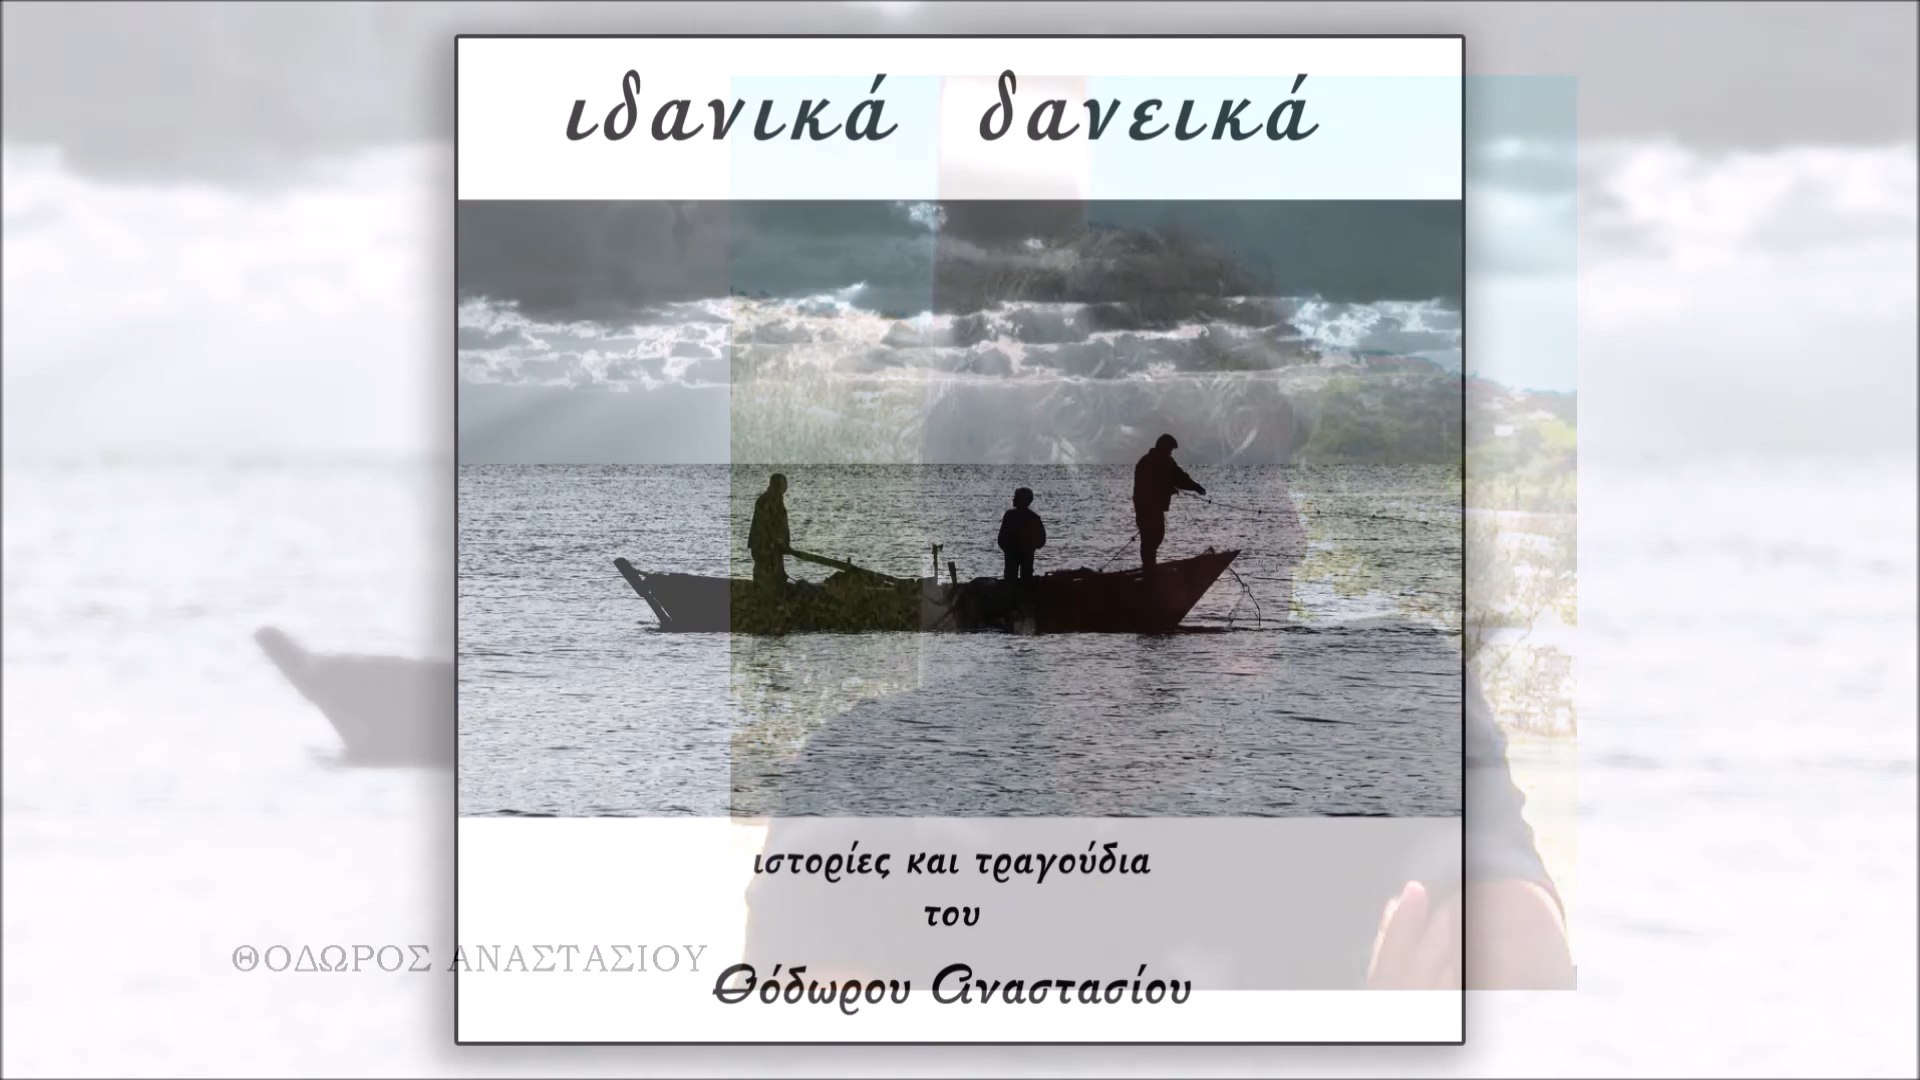 ιδανικά δανεικά
ιστορίες και τραγούδια
του
Θόδωρου Αναστασίου
ΘΟΔΩΡΟΣ ΑΝΑΣΤΑΣΙΟΥ